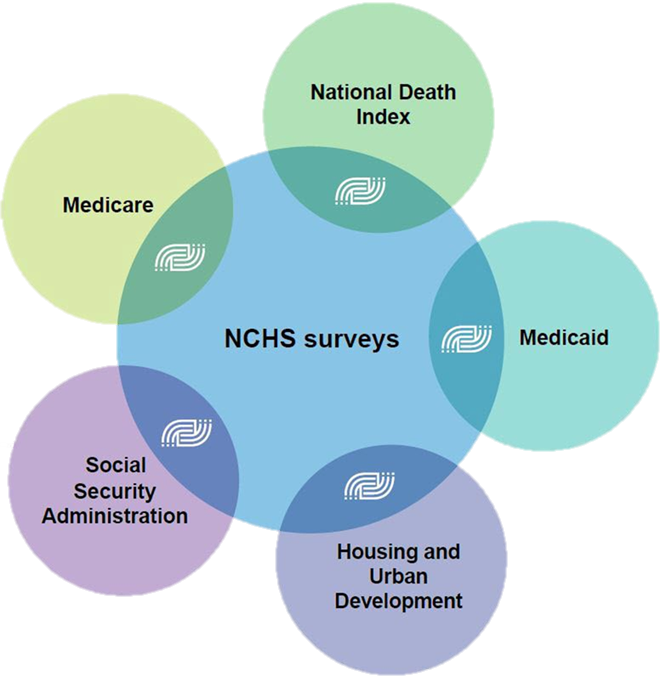 National Death
Index
Medicare
NCHS surveys
Medicaid
Social
Security
Administration
Housing and
Urban
Development